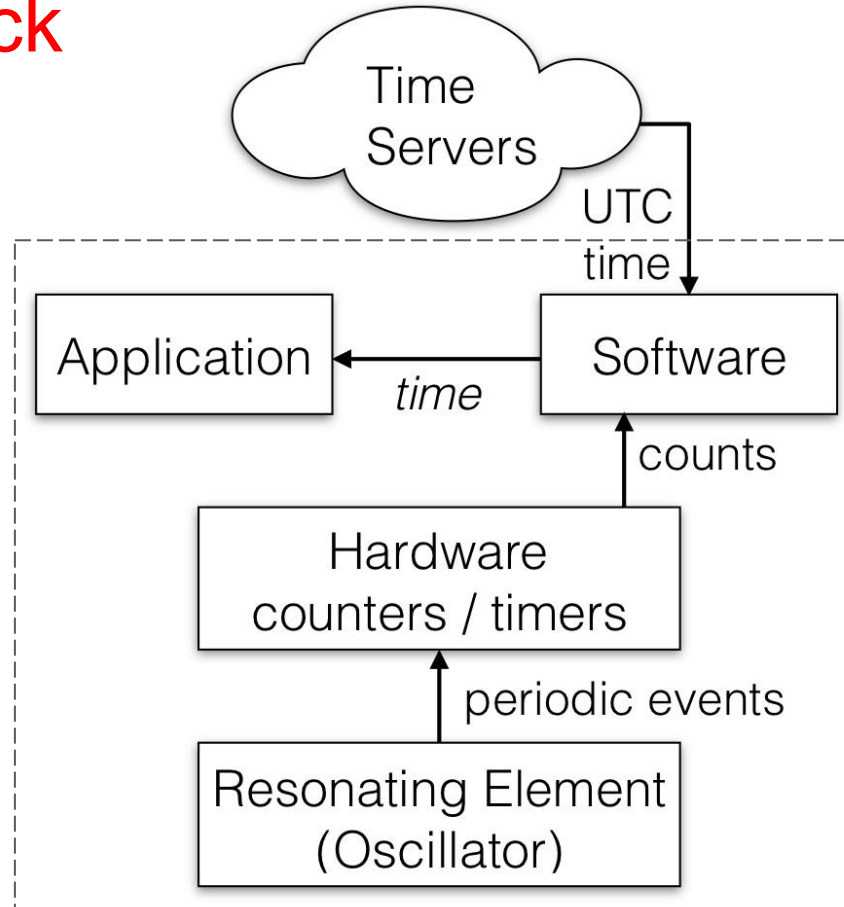 ck
Time
Servers
UTC
time
Application
Software
time
counts
Hardware
counters / timers
periodic events
Resonating Element
(Oscillator)